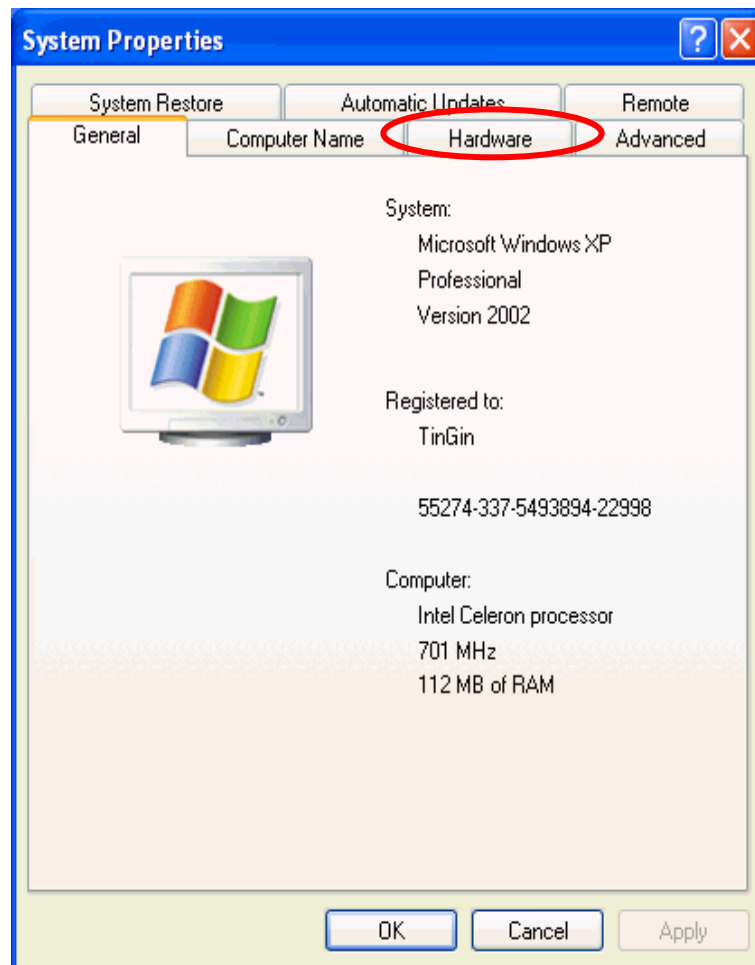 System Properties
?
System Restore Automatic Updates Remote
General Computer Name Hardware Advanced
System:
Microsoft Windows XP
Professional
Version 2002
Registered to:
TinGin
55274-337-5493894-22998
Computer:
Intel Celeron processor
701 MHz
112 MB of RAM
OK Cancel Apply